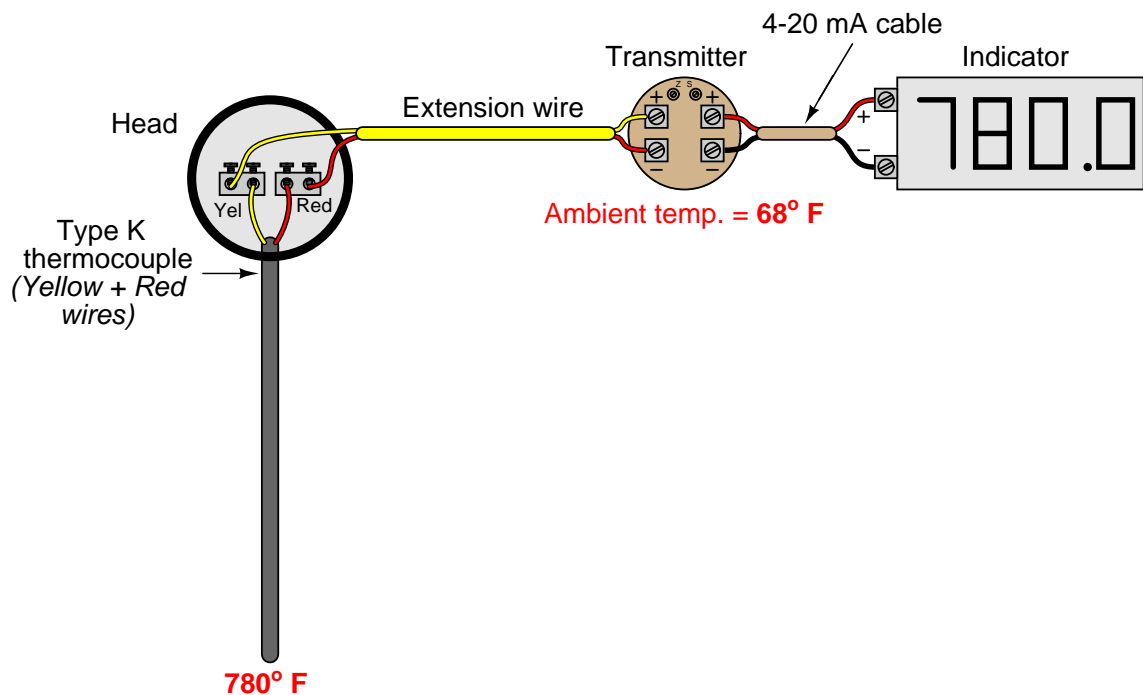 4-20 mA cable
Transmitter
Indicator
Head
Extension wire
Z S
+ +
- -
+
-
780.0
Yel
Red
Ambient temp. = 68° F
Type K
thermocouple
(Yellow + Red
wires)
780° F